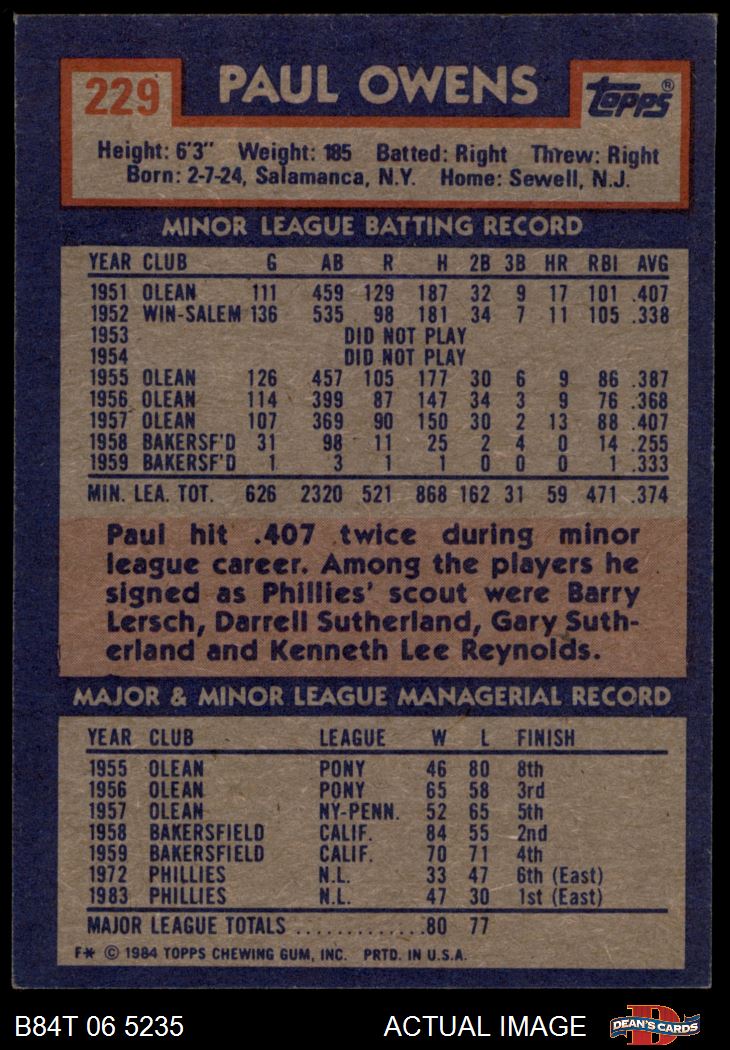 229
PAUL OWENS
topps®
Height: 6'3" Weight: 185 Batted: Right Threw: Right
Born: 2-7-24, Salamanca, N.Y. Home: Sewell, N.J.
MINOR LEAGUE BATTING RECORD
YEAR CLUB G AB R H 2B 3B HR RBI AVG
1951 OLEAN 111 459 129 187 32 9 17 101 .407
1952 WIN-SALEM 136 535 98 181 34 7 11 105 .338
1953 DID NOT PLAY
1954 DID NOT PLAY
1955 OLEAN 126 457 105 177 30 6 9 86 .387
1956 OLEAN 114 399 87 147 34 3 9 76 .368
1957 OLEAN 107 369 90 150 30 2 13 88 .407
1958 BAKERSF'D 31 98 11 25 2 4 0 14 .255
1959 BAKERSF'D 1 3 1 1 0 0 0 1 .333
MIN. LEA. TOT. 626 2320 521 868 162 31 59 471 .374
Paul hit .407 twice during minor
league career. Among the players he
signed as Phillies' scout were Barry
Lersch, Darrell Sutherland, Gary Suth-
erland and Kenneth Lee Reynolds.
MAJOR & MINOR LEAGUE MANAGERIAL RECORD
YEAR CLUB LEAGUE W L FINISH
1955 OLEAN PONY 46 80 8th
1956 OLEAN PONY 65 58 3rd
1957 OLEAN NY-PENN. 52 65 5th
1958 BAKERSFIELD CALIF. 84 55 2nd
1959 BAKERSFIELD CALIF. 70 71 4th
1972 PHILLIES N.L. 33 47 6th (East)
1983 PHILLIES N.L. 47 30 1st (East)
MAJOR LEAGUE TOTALS .............80 77
F* © 1984 TOPPS CHEWING GUM, INC. PRTD. IN U.S.A.
B84T 06 5235 ACTUAL IMAGE
D
DEAN'S CARDS